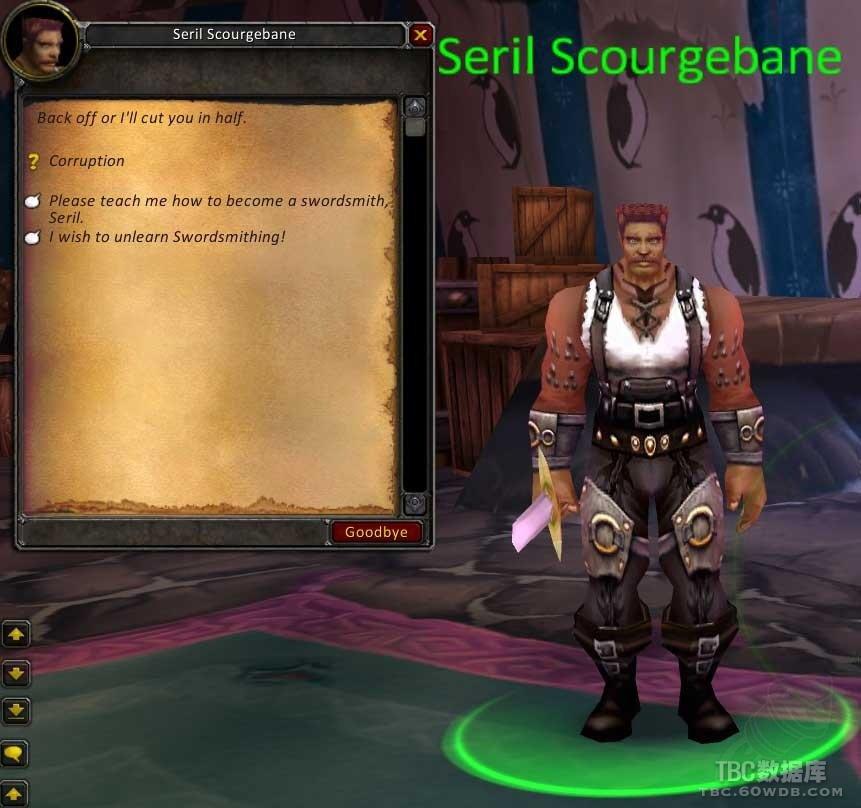 Seril Scourgebane
Seril Scourgebane
Back off or I'll cut you in half.
? Corruption
Please teach me how to become a swordsmith,
Seril.
I wish to unlearn Swordsmithing!
Goodbye
TBC数据库
TBC.60WDB.COM